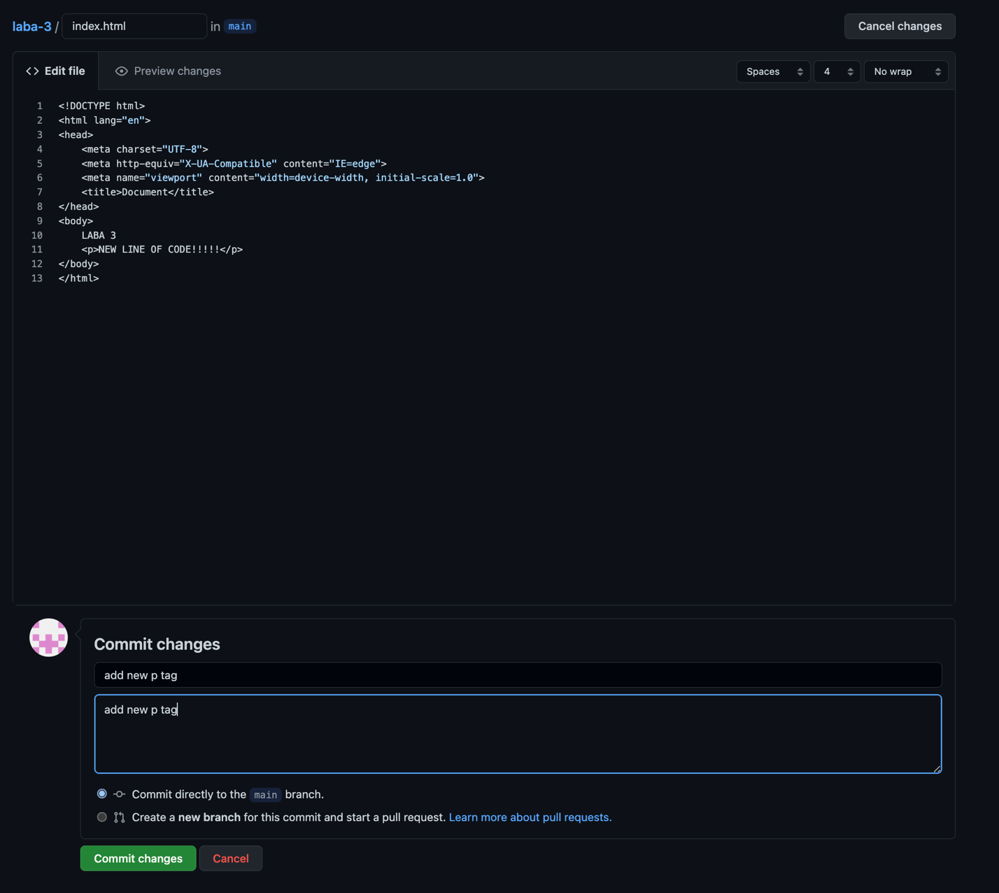 laba-3 / index.html in main Cancel changes
<> Edit file Preview changes Spaces 4 No wrap
1 <!DOCTYPE html>
2 <html lang="en">
3 <head>
4     <meta charset="UTF-8">
5     <meta http-equiv="X-UA-Compatible" content="IE=edge">
6     <meta name="viewport" content="width=device-width, initial-scale=1.0">
7     <title>Document</title>
8 </head>
9 <body>
10     LABA 3
11     <p>NEW LINE OF CODE!!!!!</p>
12 </body>
13 </html>
Commit changes
add new p tag
add new p tag
Commit directly to the main branch.
Create a new branch for this commit and start a pull request. Learn more about pull requests.
Commit changes Cancel